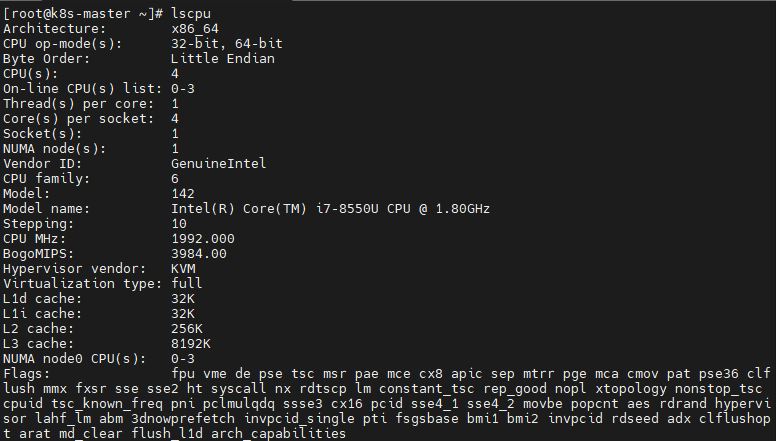 [root@k8s-master ~]# lscpu
Architecture:          x86_64
CPU op-mode(s):        32-bit, 64-bit
Byte Order:            Little Endian
CPU(s):                4
On-line CPU(s) list: 0-3
Thread(s) per core:  1
Core(s) per socket:  4
Socket(s):             1
NUMA node(s):          1
Vendor ID:             GenuineIntel
CPU family:            6
Model:                 142
Model name:            Intel(R) Core(TM) i7-8550U CPU @ 1.80GHz
Stepping:              10
CPU MHz:               1992.000
BogoMIPS:              3984.00
Hypervisor vendor:   KVM
Virtualization type: full
L1d cache:             32K
L1i cache:             32K
L2 cache:              256K
L3 cache:              8192K
NUMA node0 CPU(s):   0-3
Flags:                 fpu vme de pse tsc msr pae mce cx8 apic sep mtrr pge mca cmov pat pse36 clf
lush mmx fxsr sse sse2 ht syscall nx rdtscp lm constant_tsc rep_good nopl xtopology nonstop_tsc
cpuid tsc_known_freq pni pclmulqdq ssse3 cx16 pcid sse4_1 sse4_2 movbe popcnt aes rdrand hypervi
sor lahf_lm abm 3dnowprefetch invpcid_single pti fsgsbase bmi1 bmi2 invpcid rdseed adx clflushop
t arat md_clear flush_l1d arch_capabilities